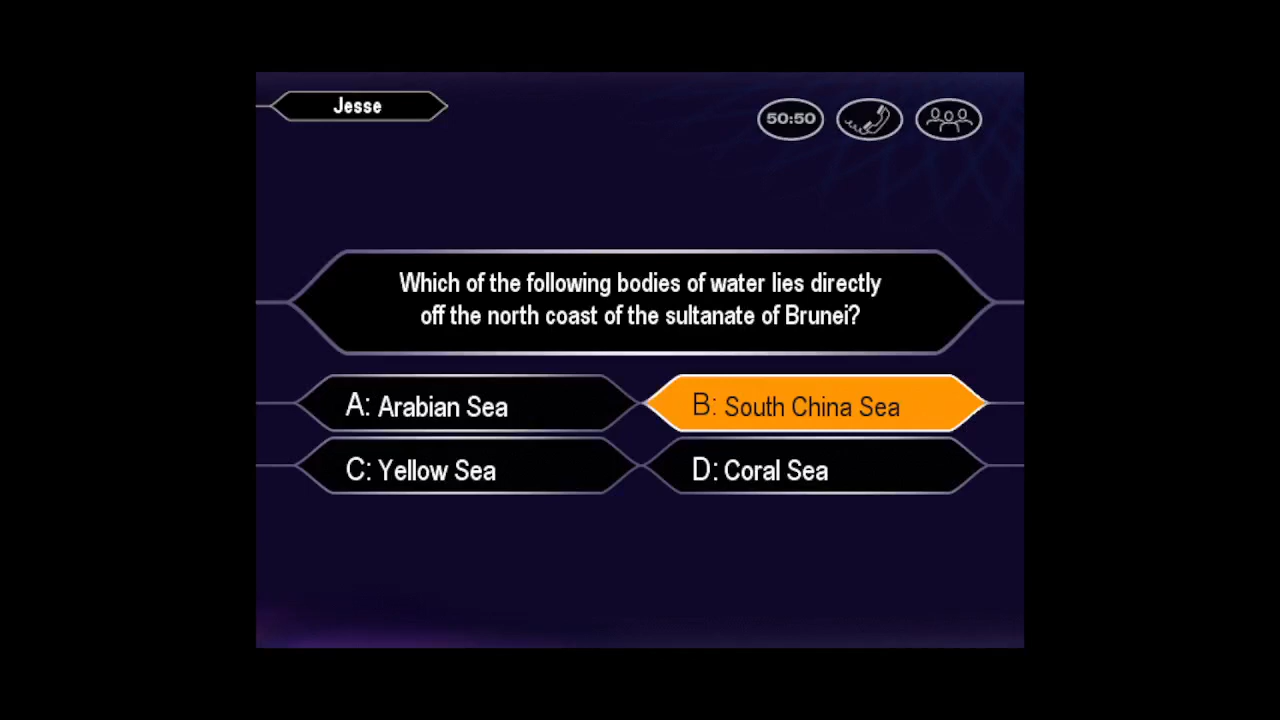 Jesse
50:50
Which of the following bodies of water lies directly
off the north coast of the sultanate of Brunei?
A: Arabian Sea
B: South China Sea
C: Yellow Sea
D: Coral Sea